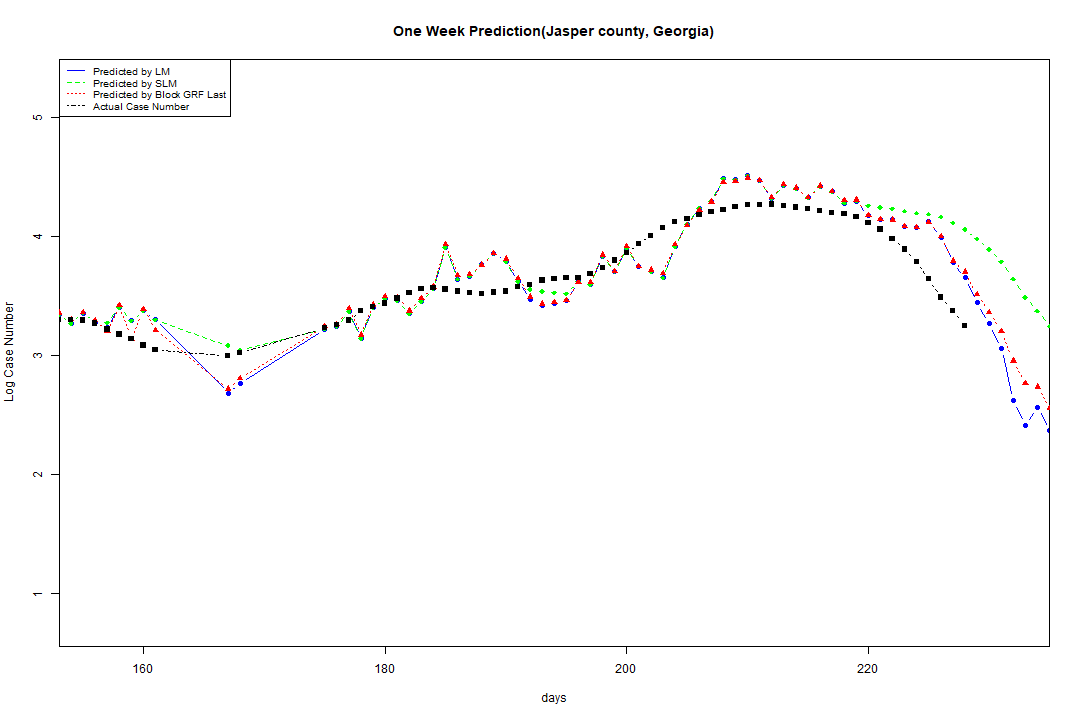 One Week Prediction(Jasper county, Georgia)
Predicted by LM
Predicted by SLM
Predicted by Block GRF Last
Actual Case Number
5
4
3
2
1
Log Case Number
160 180 200 220
days